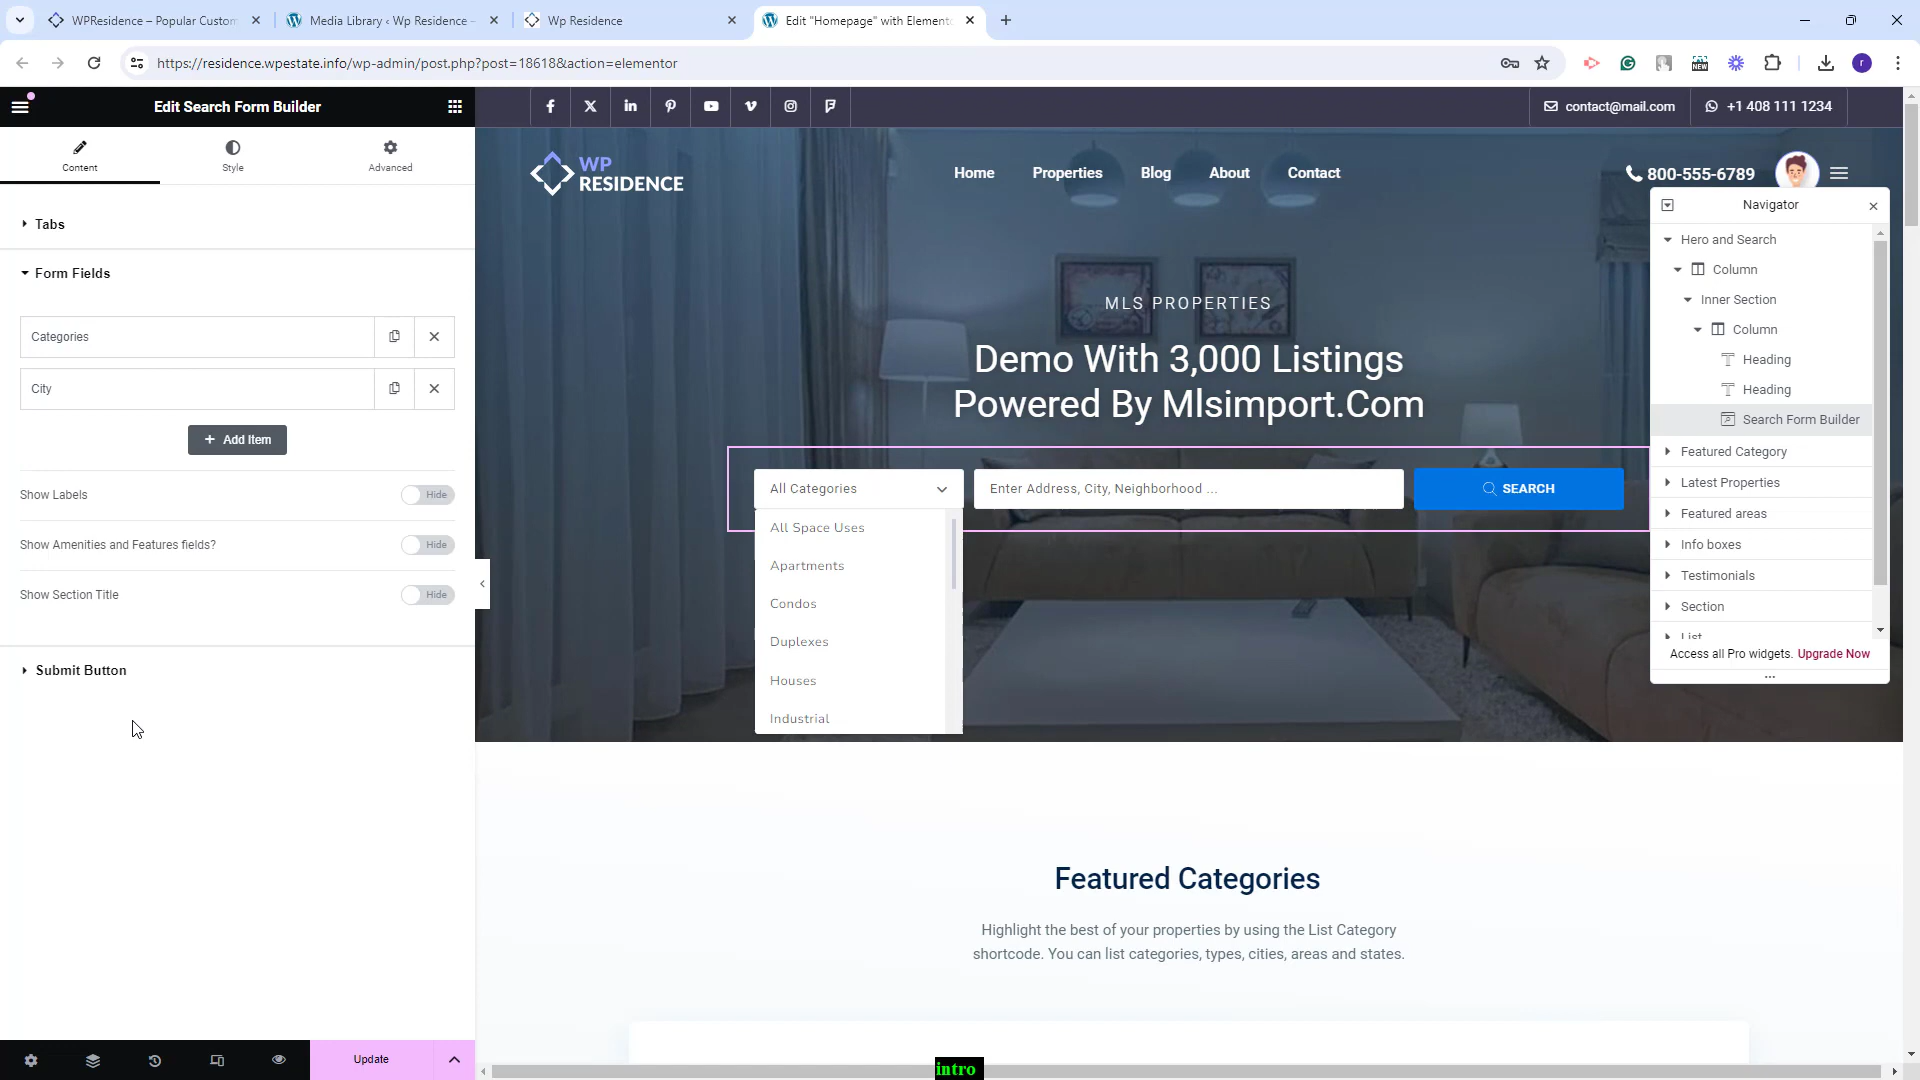 WPResidence – Popular Custom
Media Library ‹ Wp Residence –
Wp Residence
Edit "Homepage" with Elemento
https://residence.wpestate.info/wp-admin/post.php?post=18618&action=elementor
NEW
r
Edit Search Form Builder
Content
Style
Advanced
Tabs
Form Fields
Categories
City
+ Add Item
Show Labels
Hide
Show Amenities and Features fields?
Hide
Show Section Title
Hide
Submit Button
Update
contact@mail.com
+1 408 111 1234
WP
RESIDENCE
Home
Properties
Blog
About
Contact
800-555-6789
MLS PROPERTIES
Demo With 3,000 Listings
Powered By Mlsimport.Com
All Categories
Enter Address, City, Neighborhood ...
SEARCH
All Space Uses
Apartments
Condos
Duplexes
Houses
Industrial
Featured Categories
Highlight the best of your properties by using the List Category
shortcode. You can list categories, types, cities, areas and states.
Navigator
Hero and Search
Column
Inner Section
Column
Heading
Heading
Search Form Builder
Featured Category
Latest Properties
Featured areas
Info boxes
Testimonials
Section
List
Access all Pro widgets. Upgrade Now
intro